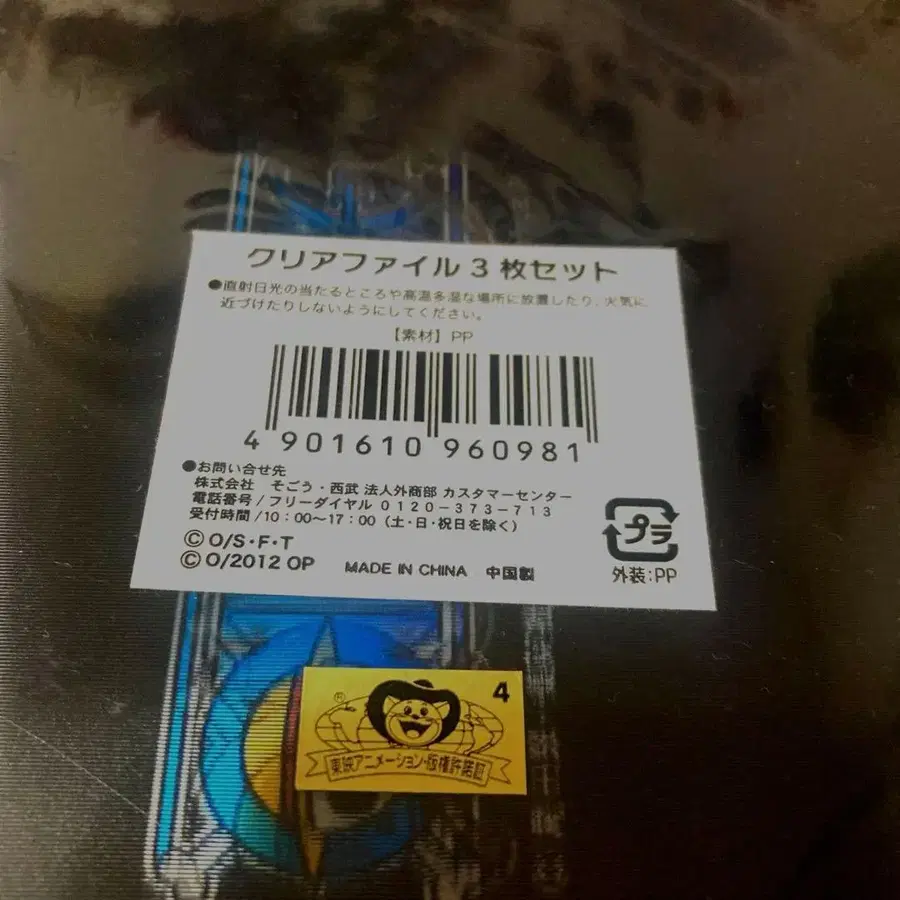 クリアファイル3枚セット
●直射日光の当たるところや高温多湿な場所に放置したり、火気に
近づけたりしないようにしてください。
【素材】PP
4 901610 960981
●お問い合せ先
株式会社 そごう・西武 法人外商部 カスタマーセンター
電話番号/フリーダイヤル 0120-373-713
受付時間/10:00〜17:00(土・日・祝日を除く)
©O/S・F・T
©O/2012 OP MADE IN CHINA 中国製
プラ
外装:PP
® 4
東映アニメーション・版権許諾証